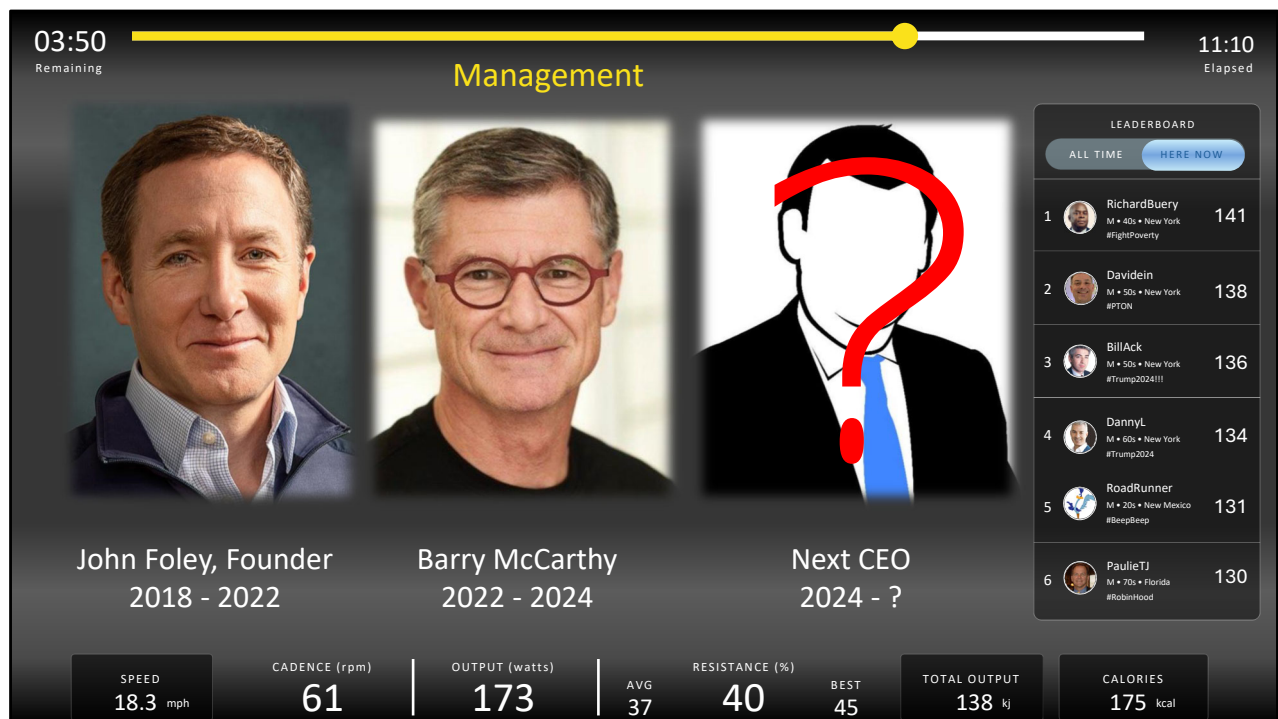 03:50
Remaining
11:10
Elapsed
Management
LEADERBOARD
ALL TIME
HERE NOW
1
RichardBuery
M • 40s • New York
#FightPoverty
141
2
Davidein
M • 50s • New York
#PTON
138
3
BillAck
M • 50s • New York
#Trump2024!!!
136
4
DannyL
M • 60s • New York
#Trump2024
134
5
RoadRunner
M • 20s • New Mexico
#BeepBeep
131
6
PaulieTJ
M • 70s • Florida
#RobinHood
130
?
John Foley, Founder
2018 - 2022
Barry McCarthy
2022 - 2024
Next CEO
2024 - ?
SPEED
18.3 mph
CADENCE (rpm)
61
OUTPUT (watts)
173
RESISTANCE (%)
AVG
37
40
BEST
45
TOTAL OUTPUT
138 kj
CALORIES
175 kcal